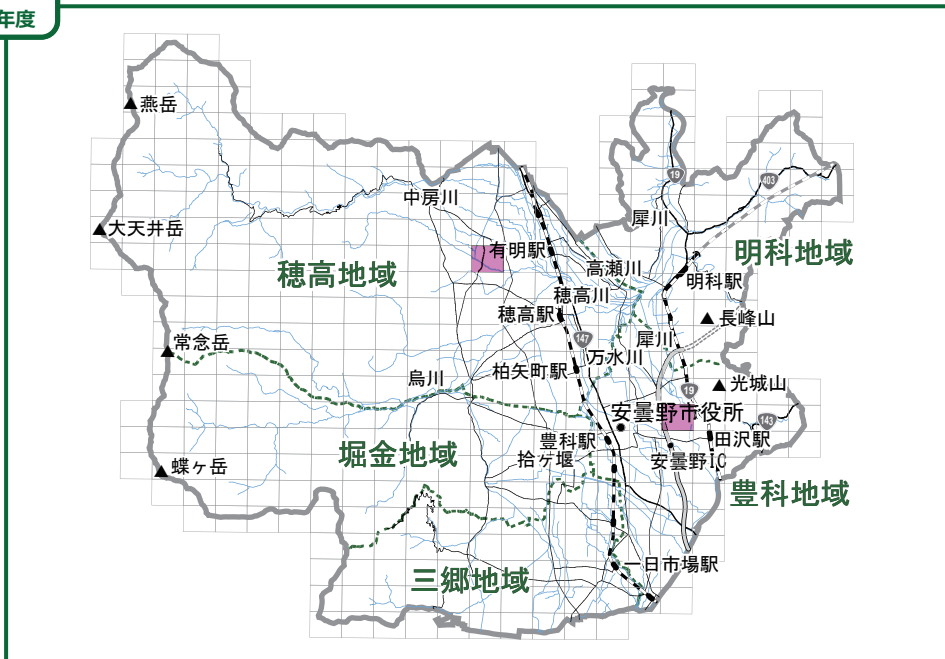 年度
燕岳
19
403
中房川
犀川
大天井岳
有明駅
明科地域
高瀬川
穂高地域
明科駅
穂高川
穂高駅
長峰山
常念岳
147
犀川
万水川
柏矢町駅
烏川
光城山
19
安曇野市役所
143
豊科駅
田沢駅
堀金地域
拾ケ堰
安曇野IC
蝶ヶ岳
豊科地域
一日市場駅
三郷地域